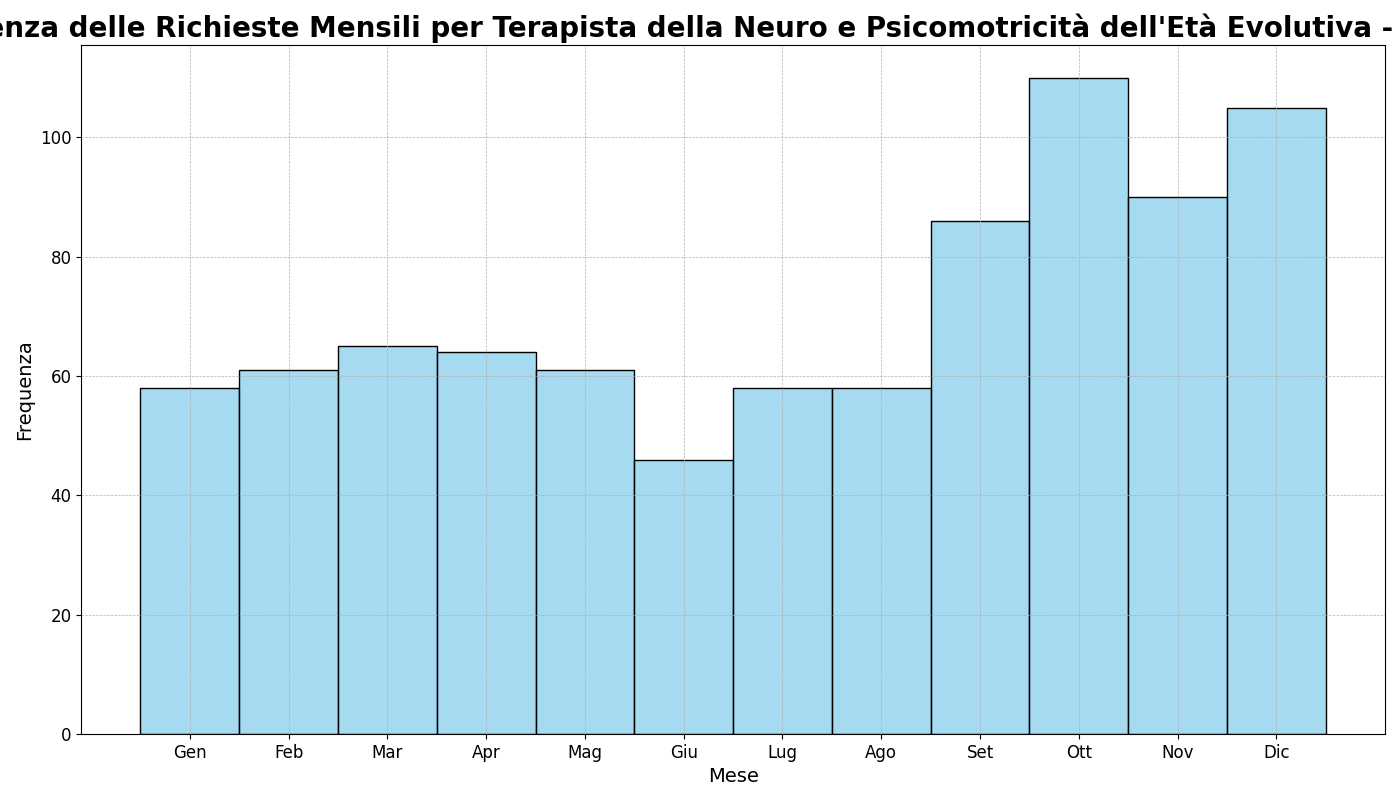 enza delle Richieste Mensili per Terapista della Neuro e Psicomotricità dell'Età Evolutiva -
100
80
60
40
20
0
Frequenza
Gen Feb Mar Apr Mag Giu Lug Ago Set Ott Nov Dic
Mese